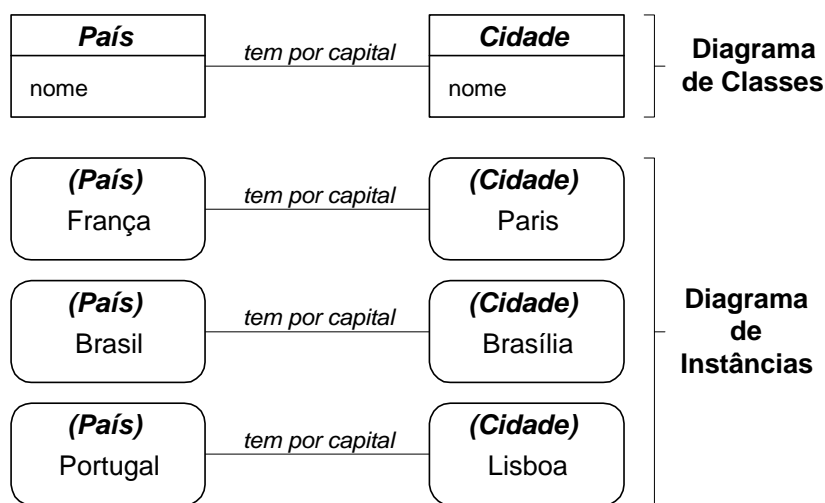 País
tem por capital
Cidade
nome
nome
Diagrama
de Classes
(País)
França
tem por capital
(Cidade)
Paris
(País)
Brasil
tem por capital
(Cidade)
Brasília
Diagrama
de
Instâncias
(País)
Portugal
tem por capital
(Cidade)
Lisboa